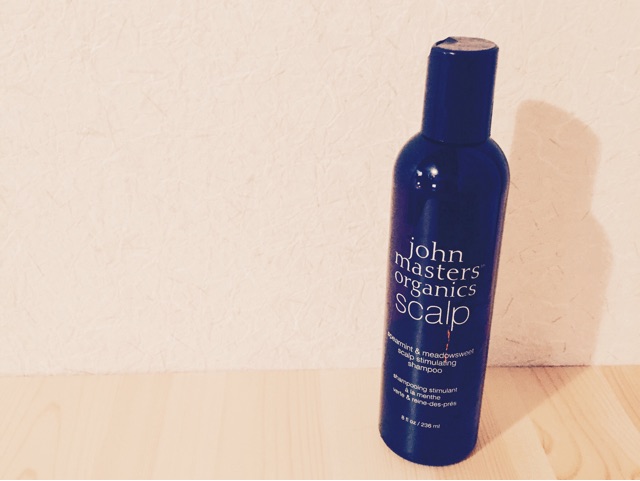 john
masters
organics
scalp
spearmint & meadowsweet
scalp stimulating
shampoo
shampooing stimulant
à la menthe
verte & reine-des-prés
8 fl oz / 236 ml